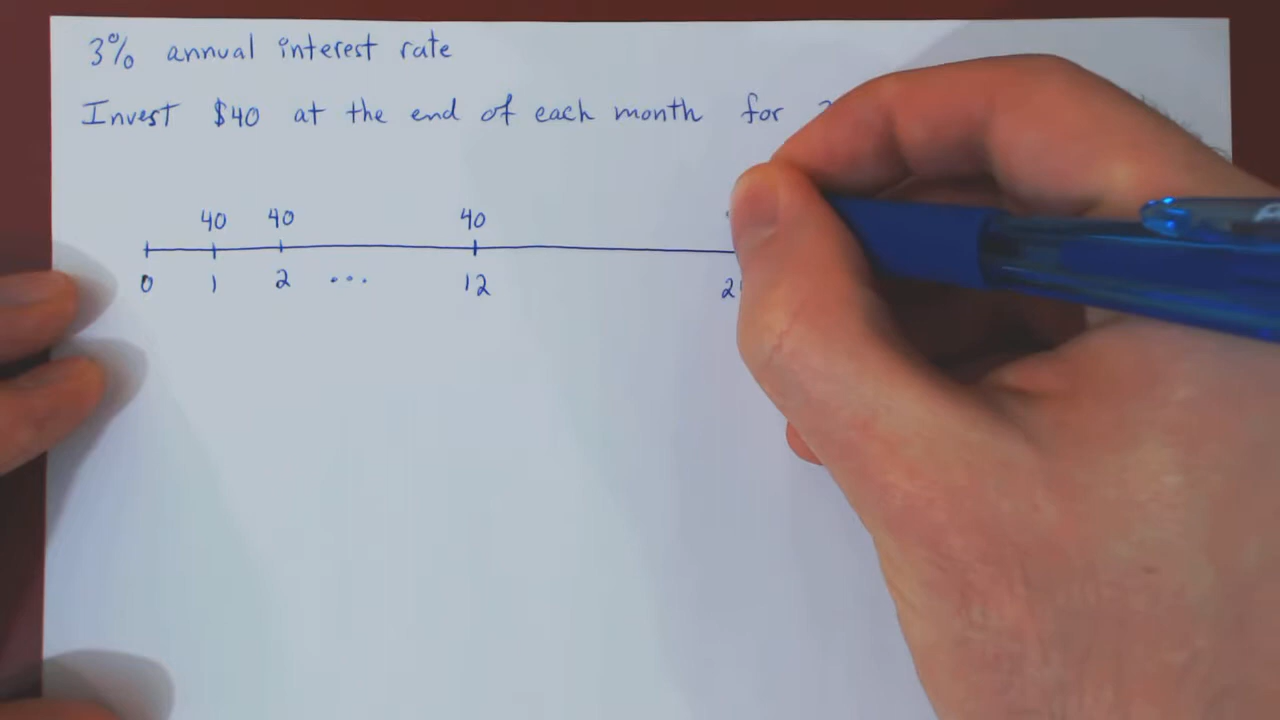 3% annual interest rate
Invest $40 at the end of each month for
40 40 40
0 1 2 ... 12 2